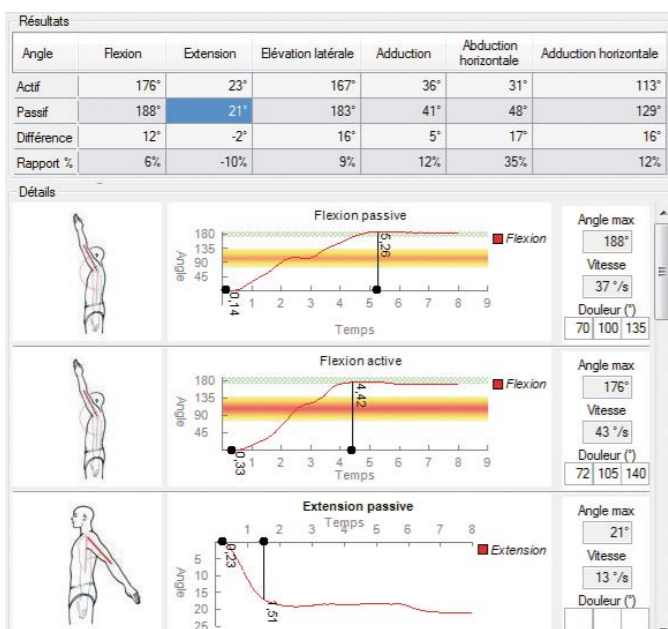 Résultats
Angle Flexion Extension Elévation latérale Adduction Abduction horizontale Adduction horizontale
Actif 176° 23° 167° 36° 31° 113°
Passif 188° 21° 183° 41° 48° 129°
Différence 12° -2° 16° 5° 17° 16°
Rapport % 6% -10% 9% 12% 35% 12%
Détails
Flexion passive
Angle
180
135
90
45
0,14
5,26
1 2 3 4 5 6 7 8 9
Temps
Flexion
Angle max
188°
Vitesse
37 °/s
Douleur (°)
70 100 135
Flexion active
Angle
180
135
90
45
0,33
4,42
1 2 3 4 5 6 7 8 9
Temps
Flexion
Angle max
176°
Vitesse
43 °/s
Douleur (°)
72 105 140
Extension passive
Temps
1 2 3 4 5 6 7 8
0,23
1,51
Angle
5
10
15
20
25
Extension
Angle max
21°
Vitesse
13 °/s
Douleur (°)